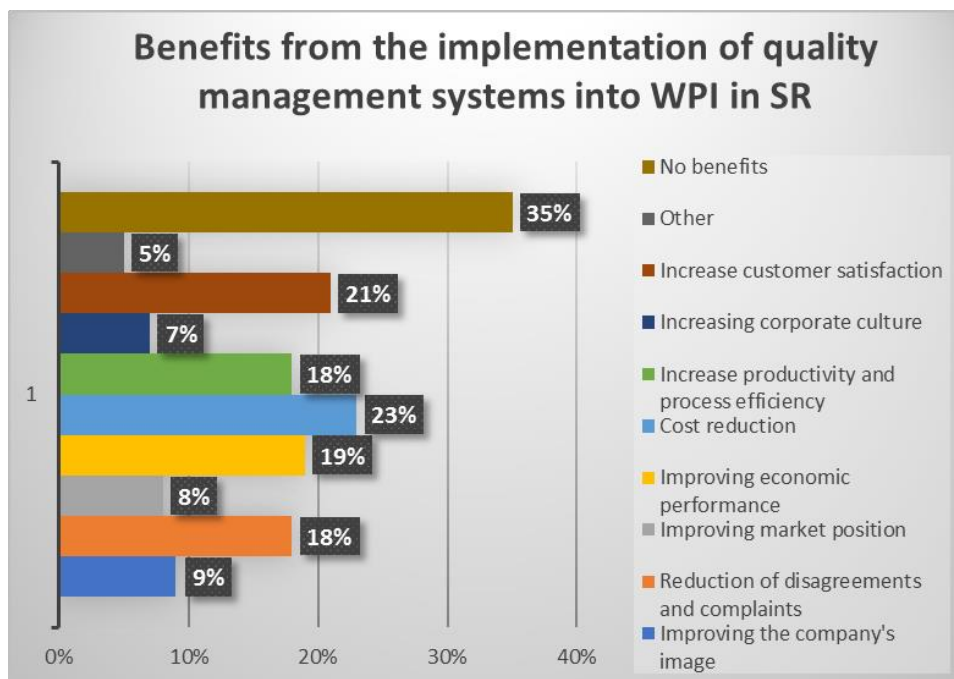 Benefits from the implementation of quality
management systems into WPI in SR
No benefits
35%
Other
5%
Increase customer satisfaction
21%
Increasing corporate culture
7%
Increase productivity and
process efficiency
18%
1
Cost reduction
23%
Improving economic
performance
19%
Improving market position
8%
Reduction of disagreements
and complaints
18%
Improving the company's
image
9%
0%
10%
20%
30%
40%